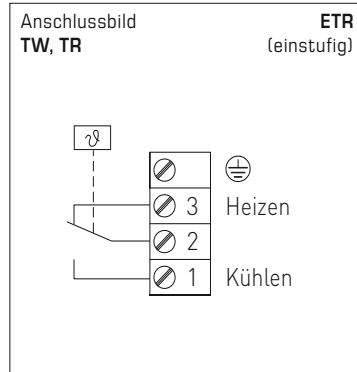 Anschlussbild ETR
TW, TR (einstufig)
ϑ
3 Heizen
2
1 Kühlen